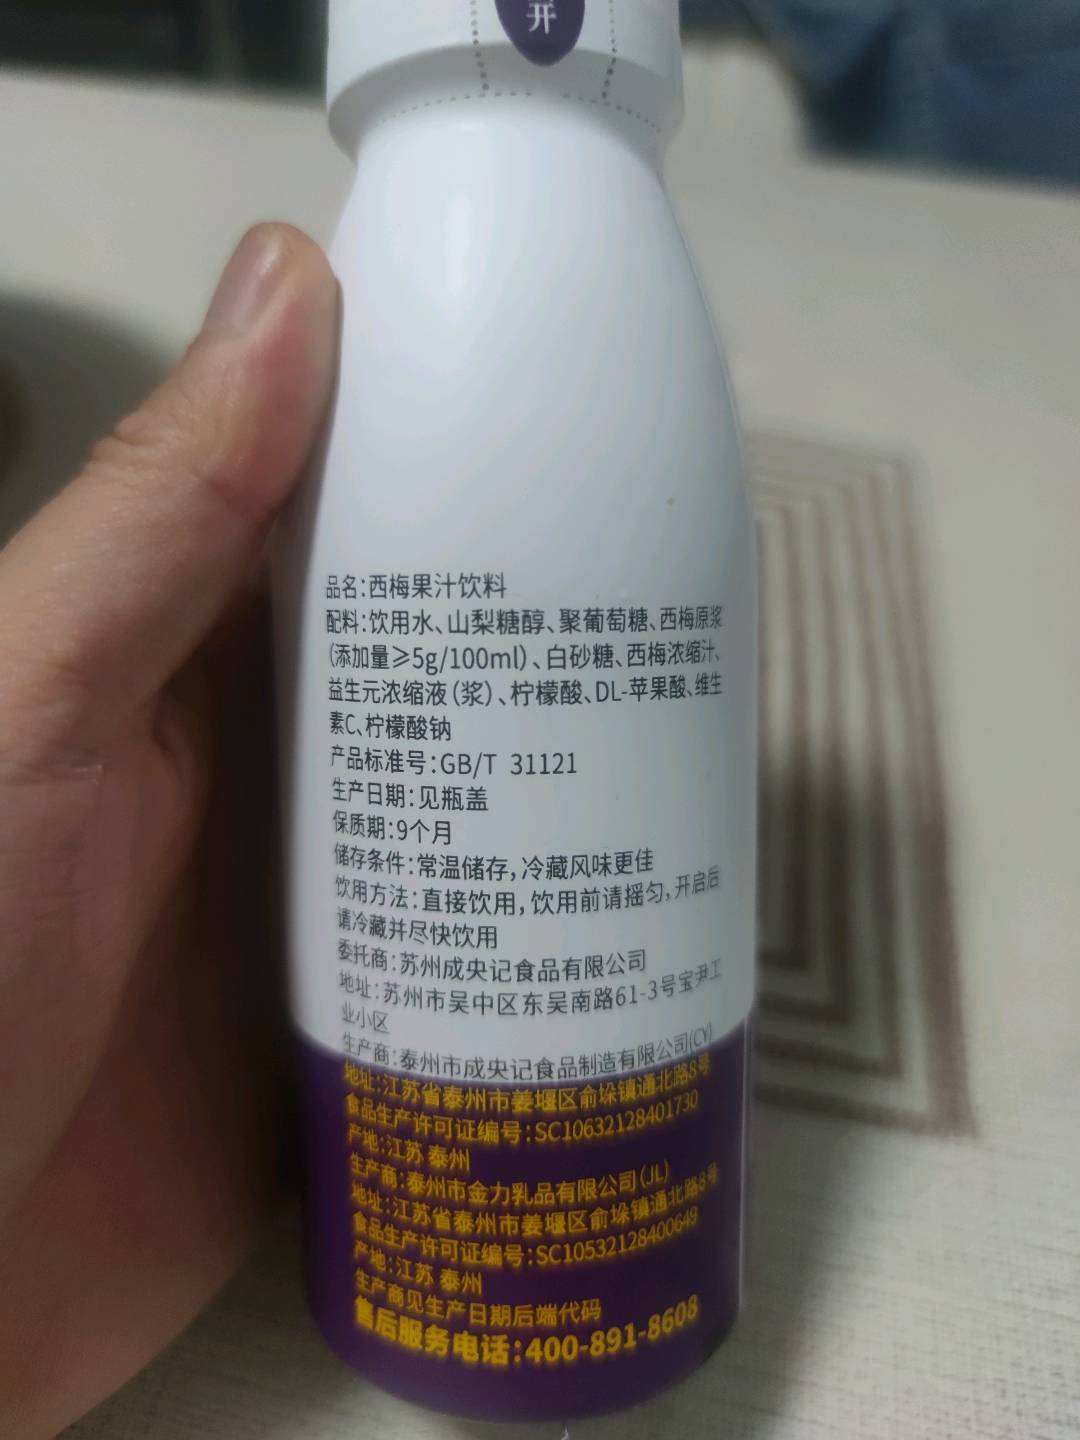 开
品名：西梅果汁饮料
配料：饮用水、山梨糖醇、聚葡萄糖、西梅原浆
（添加量≥5g/100ml）、白砂糖、西梅浓缩汁、
益生元浓缩液（浆）、柠檬酸、DL-苹果酸、维生
素C、柠檬酸钠
产品标准号：GB/T 31121
生产日期：见瓶盖
保质期：9个月
储存条件：常温储存，冷藏风味更佳
饮用方法：直接饮用，饮用前请摇匀，开启后
请冷藏并尽快饮用
委托商：苏州成央记食品有限公司
地址：苏州市吴中区东吴南路61-3号宝尹工
业小区
生产商：泰州市成央记食品制造有限公司(CY)
地址：江苏省泰州市姜堰区俞垛镇通北路8号
食品生产许可证编号：SC10632128401730
产地：江苏 泰州
生产商：泰州市金力乳品有限公司(JL)
地址：江苏省泰州市姜堰区俞垛镇通北路8号
食品生产许可证编号：SC10532128400649
产地：江苏 泰州
生产商见生产日期后端代码
售后服务电话：400-891-8608